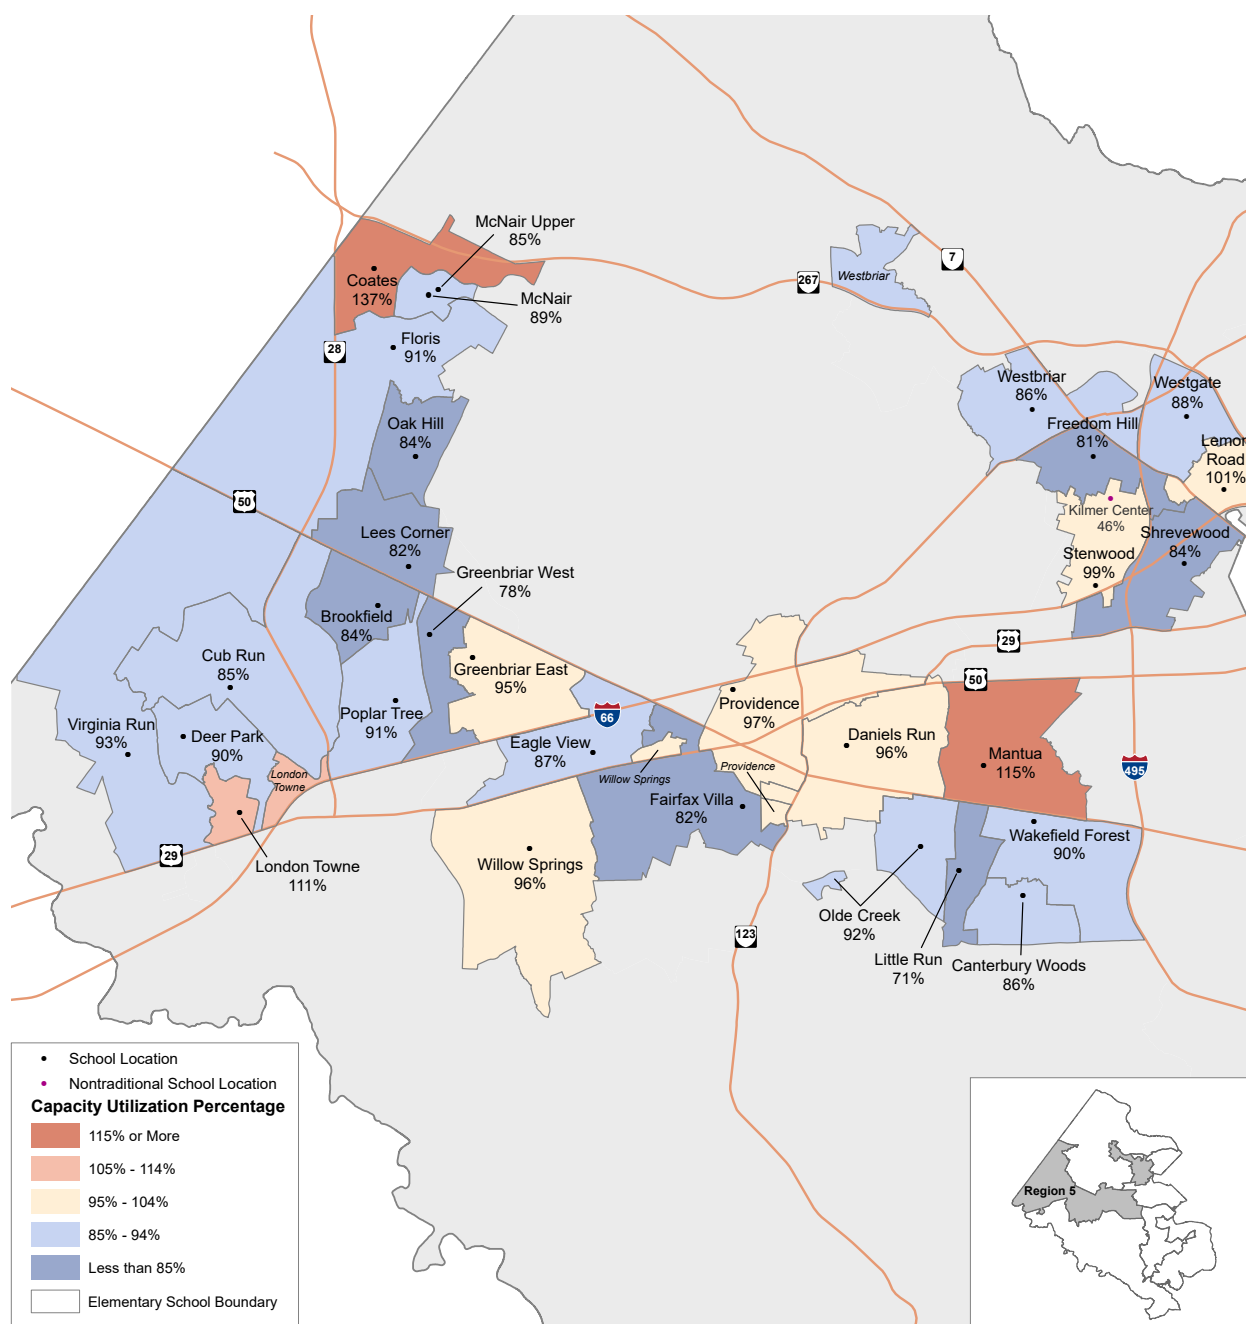 McNair Upper
85%
7
Westbriar
267
Coates
137%
McNair
89%
Floris
91%
28
Westbriar
86%
Westgate
88%
Oak Hill
84%
Freedom Hill
81%
Road
101%
50
Kilmer Center
46%
Lees Corner
82%
Shrevewood
84%
Stenwood
99%
Greenbriar West
78%
Brookfield
84%
29
Cub Run
85%
Greenbriar East
95%
50
Providence
97%
Poplar Tree
91%
66
Virginia Run
93%
Deer Park
90%
Daniels Run
96%
Eagle View
87%
Mantua
115%
495
London
Towne
Willow Springs
Providence
Fairfax Villa
82%
Wakefield Forest
90%
29
London Towne
111%
Willow Springs
96%
Olde Creek
92%
123
Little Run
71%
Canterbury Woods
86%
School Location
Nontraditional School Location
Capacity Utilization Percentage
115% or More
105% - 114%
95% - 104%
85% - 94%
Less than 85%
Elementary School Boundary
Region 5